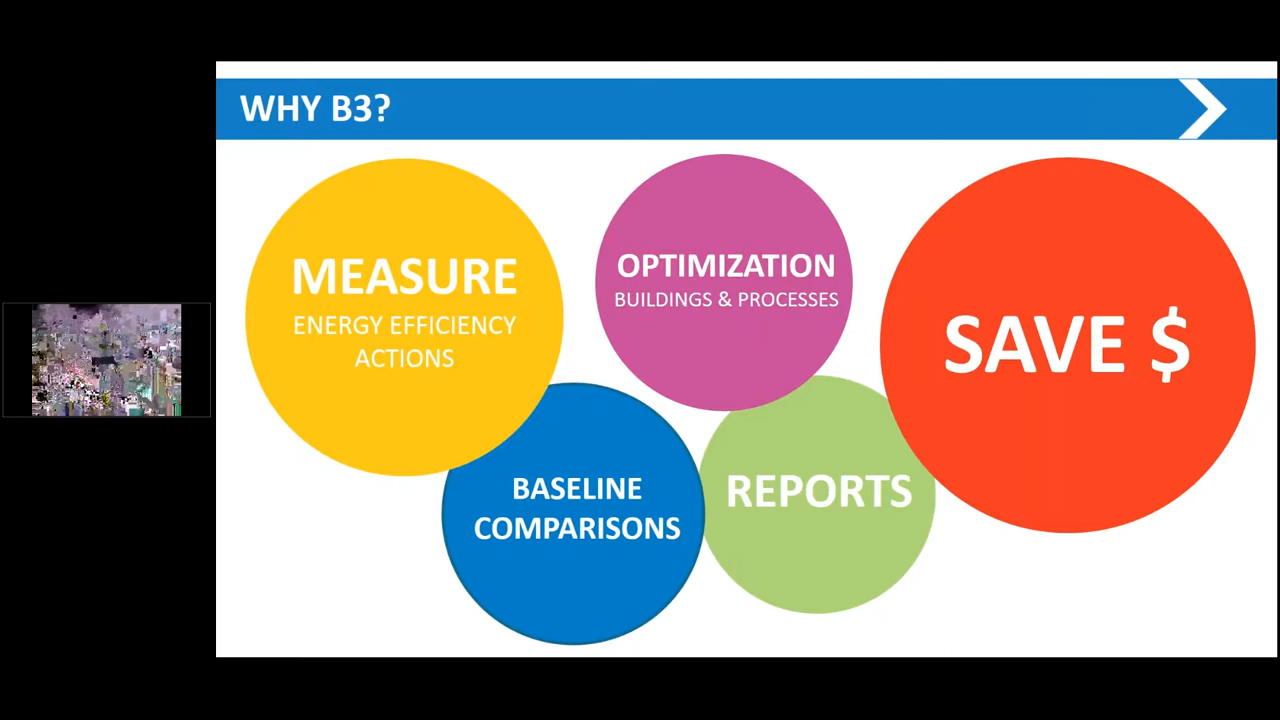 WHY B3?
MEASURE
ENERGY EFFICIENCY
ACTIONS
OPTIMIZATION
BUILDINGS & PROCESSES
SAVE $
BASELINE
COMPARISONS
REPORTS